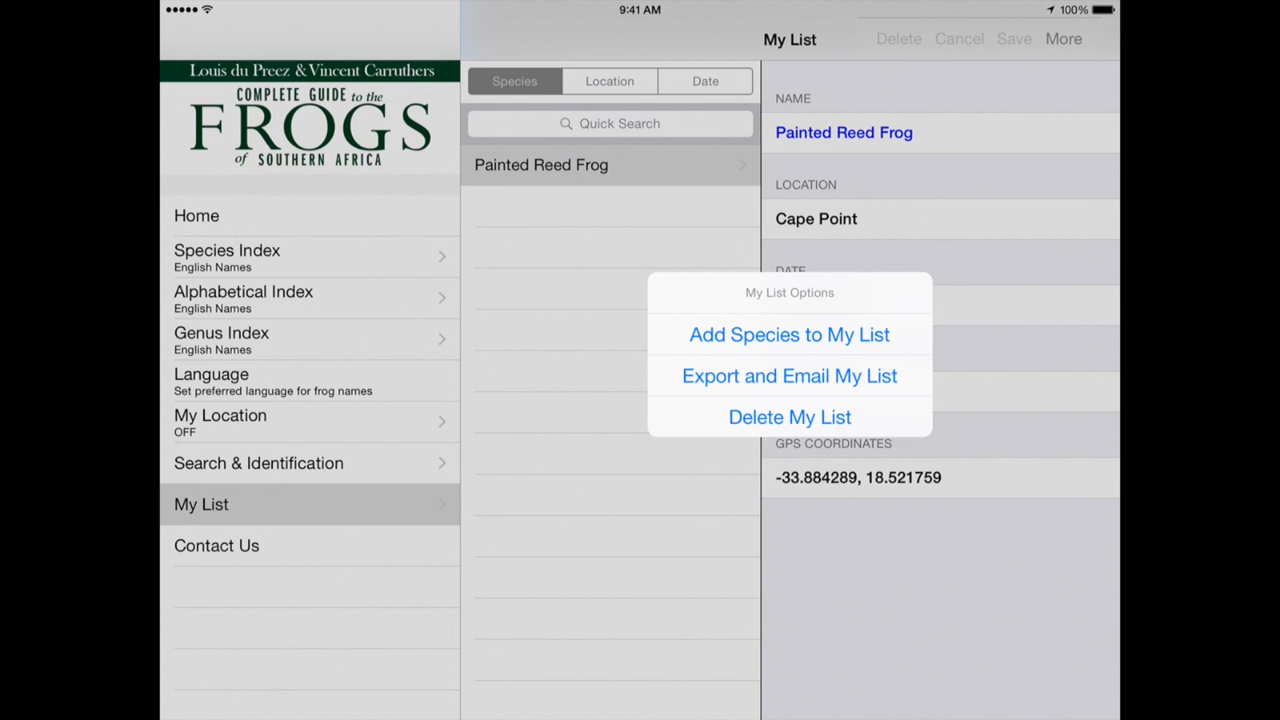 9:41 AM
100%
My List
Delete Cancel Save More
Louis du Preez & Vincent Carruthers
COMPLETE GUIDE to the
FROGS
of SOUTHERN AFRICA
Home
Species Index
English Names
Alphabetical Index
English Names
Genus Index
English Names
Language
Set preferred language for frog names
My Location
OFF
Search & Identification
My List
Contact Us
Species Location Date
Quick Search
Painted Reed Frog
NAME
Painted Reed Frog
LOCATION
Cape Point
DATE
My List Options
Add Species to My List
Export and Email My List
Delete My List
GPS COORDINATES
-33.884289, 18.521759